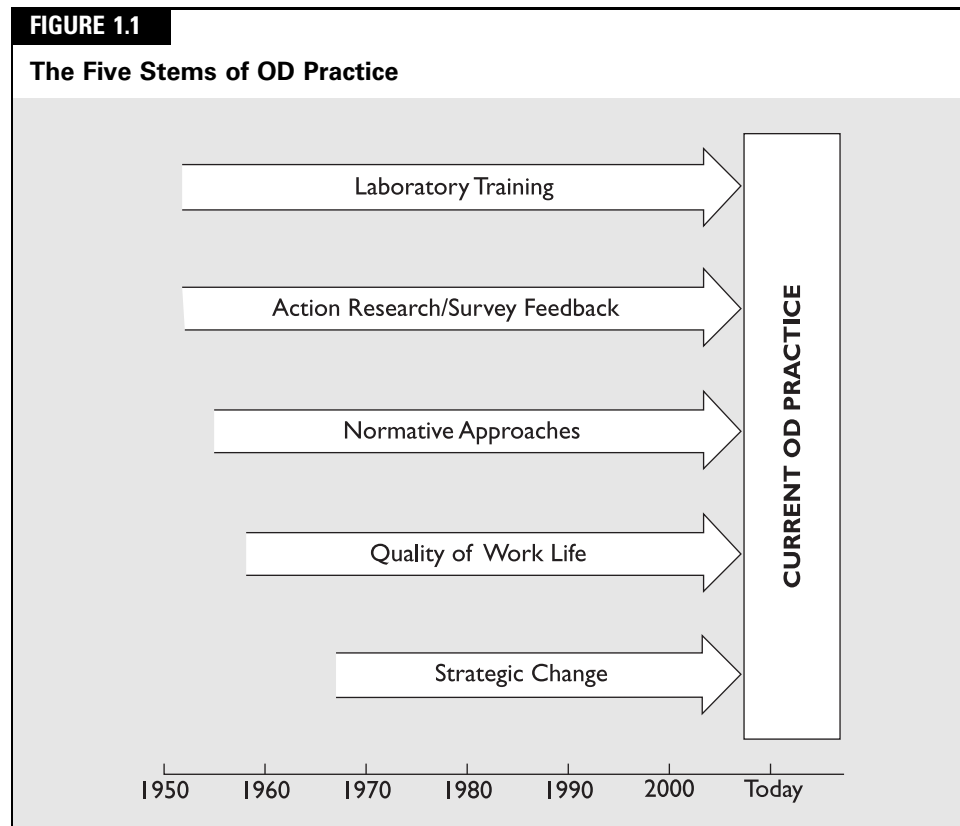 FIGURE 1.1
The Five Stems of OD Practice
Laboratory Training
Action Research/Survey Feedback
Normative Approaches
Quality of Work Life
Strategic Change
CURRENT OD PRACTICE
1950 1960 1970 1980 1990 2000 Today